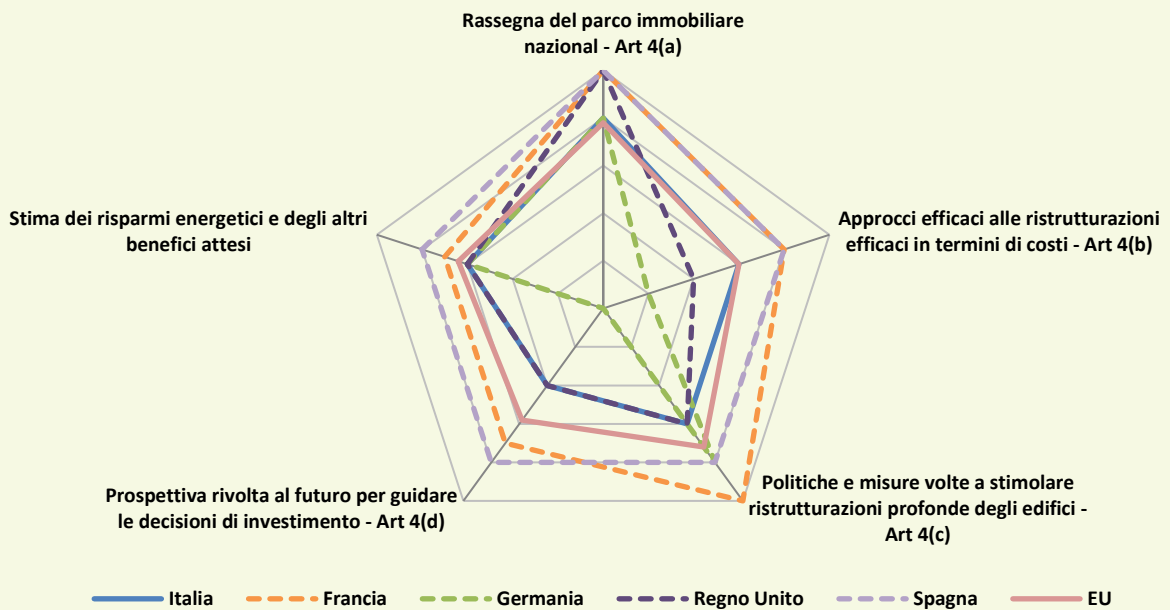 Rassegna del parco immobiliare
nazional - Art 4(a)
Stima dei risparmi energetici e degli altri
benefici attesi
Approcci efficaci alle ristrutturazioni
efficaci in termini di costi - Art 4(b)
Prospettiva rivolta al futuro per guidare
le decisioni di investimento - Art 4(d)
Politiche e misure volte a stimolare
ristrutturazioni profonde degli edifici -
Art 4(c)
Italia Francia Germania Regno Unito Spagna EU